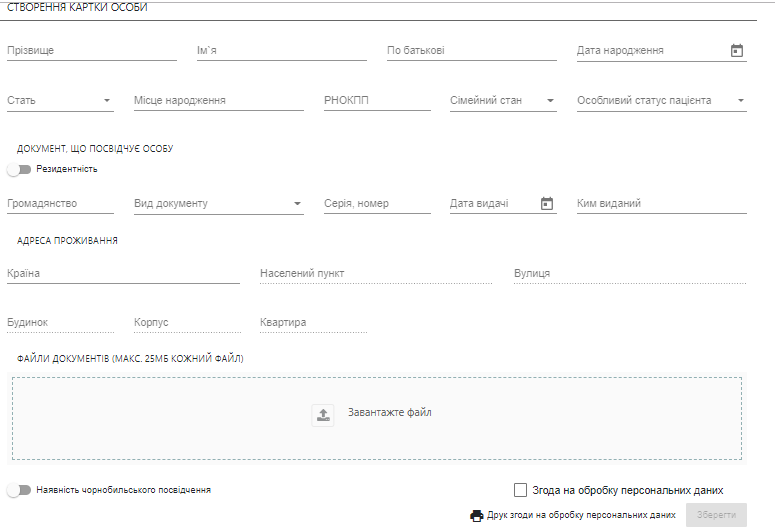 СТВОРЕННЯ КАРТКИ ОСОБИ
Прізвище Ім`я По батькові Дата народження
Стать Місце народження РНОКПП Сімейний стан Особливий статус пацієнта
ДОКУМЕНТ, ЩО ПОСВІДЧУЄ ОСОБУ
Резидентність
Громадянство Вид документу Серія, номер Дата видачі Ким виданий
АДРЕСА ПРОЖИВАННЯ
Країна Населений пункт Вулиця
Будинок Корпус Квартира
ФАЙЛИ ДОКУМЕНТІВ (МАКС. 25МБ КОЖНИЙ ФАЙЛ)
Завантажте файл
Наявність чорнобильського посвідчення Згода на обробку персональних даних
Друк згоди на обробку персональних даних Зберегти